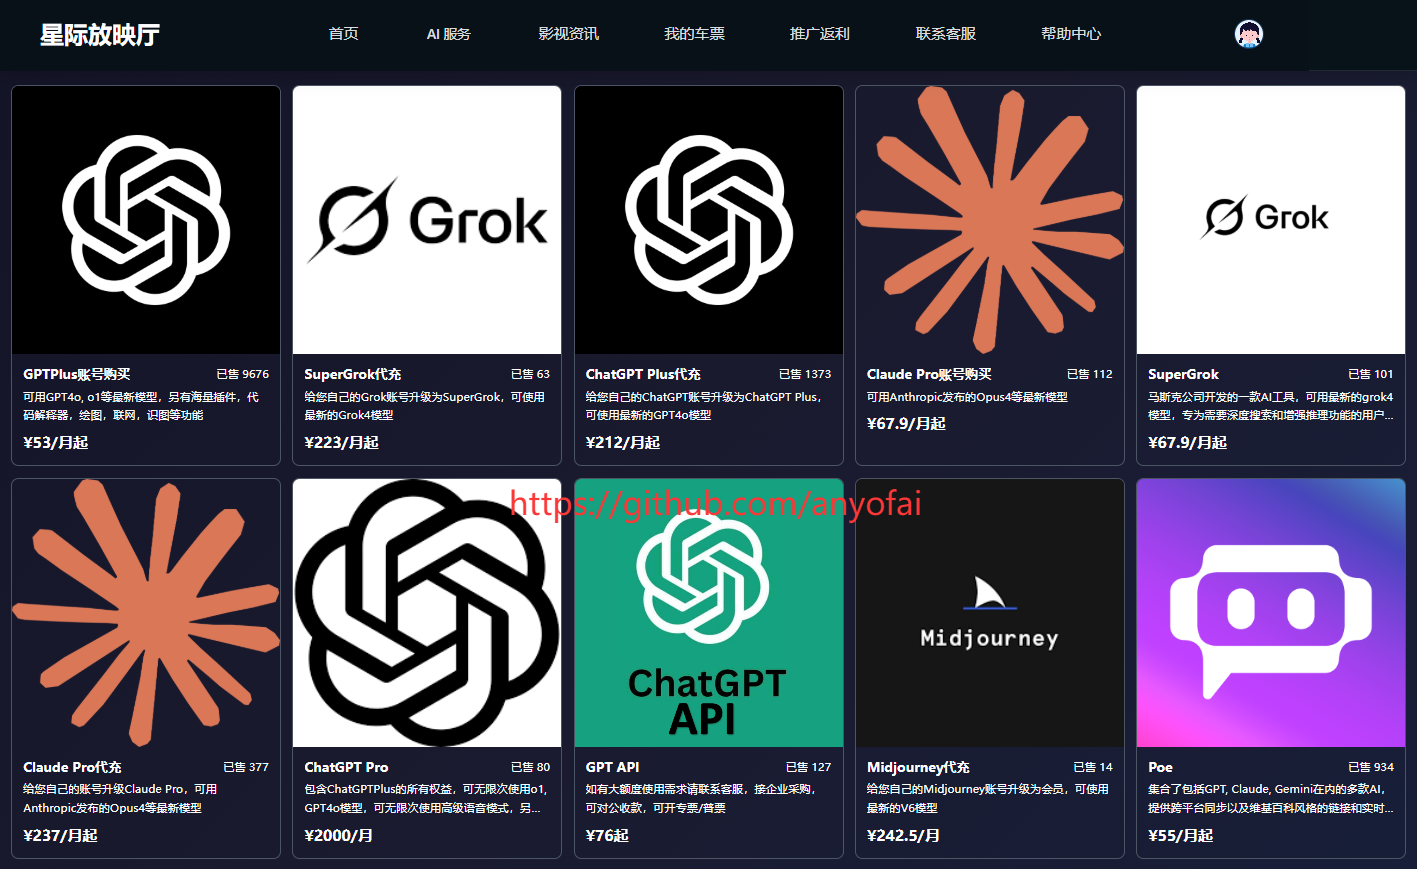 星际放映厅
首页
AI 服务
影视资讯
我的车票
推广返利
联系客服
帮助中心
Grok
Grok
GPTPlus账号购买
已售 9676
可用GPT4o, o1等最新模型，另有海星插件，代
码解释器，绘图，联网，识图等功能
¥53/月起
SuperGrok代充
已售 63
给您自己的Grok账号升级为SuperGrok，可使用
最新的Grok4模型
¥223/月起
ChatGPT Plus代充
已售 1373
给您自己的ChatGPT账号升级为ChatGPT Plus，
可使用最新的GPT4o模型
¥212/月起
Claude Pro账号购买
已售 112
可用Anthropic发布的Opus4等最新模型
¥67.9/月起
SuperGrok
已售 101
马斯克公司开发的一款AI工具，可用最新的grok4
模型，专为需要深度搜索和增强推理功能的用户...
¥67.9/月起
https://github.com/anyofai
ChatGPT
API
Midjourney
Claude Pro代充
已售 377
给您自己的账号升级Claude Pro，可用
Anthropic发布的Opus4等最新模型
¥237/月起
ChatGPT Pro
已售 80
包含ChatGPTPlus的所有权益，可无限次使用o1,
GPT4o模型，可无限次使用高级语音模式，另...
¥2000/月
GPT API
已售 127
如有大额度使用需求请联系客服，接企业采购，
可对公收款，可开专票/普票
¥76起
Midjourney代充
已售 14
给您自己的Midjourney账号升级为会员，可使用
最新的V6模型
¥242.5/月
Poe
已售 934
集合了包括GPT, Claude, Gemini在内的多款AI，
提供跨平台同步以及维基百科风格的链接和实时...
¥55/月起